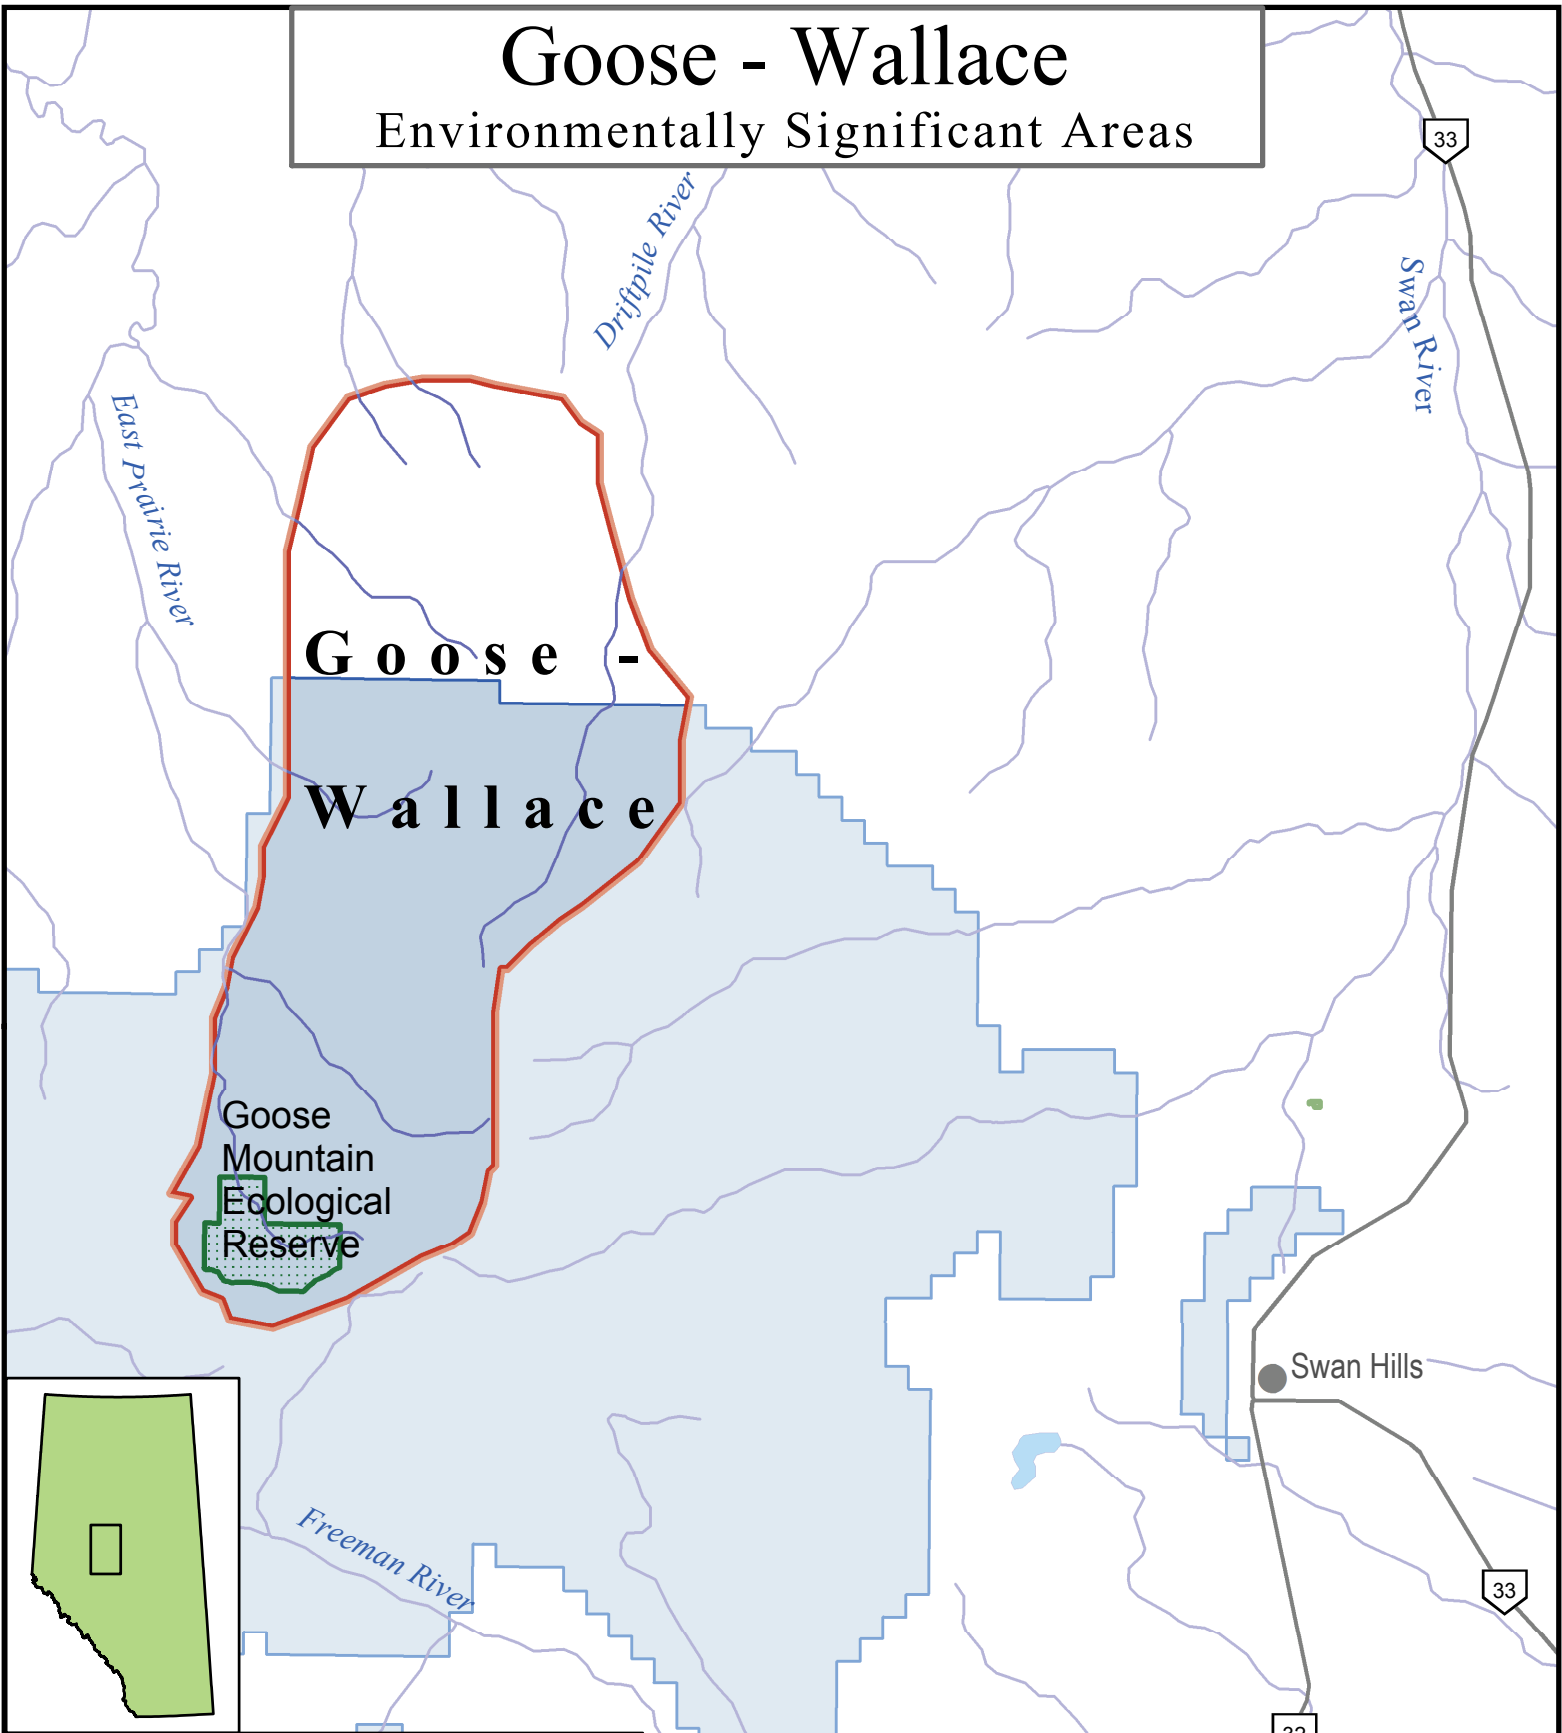 Goose - Wallace
Environmentally Significant Areas
33
Driftpile River
Swan River
East Prairie River
Goose -
Wallace
Goose
Mountain
Ecological
Reserve
Swan Hills
Freeman River
33